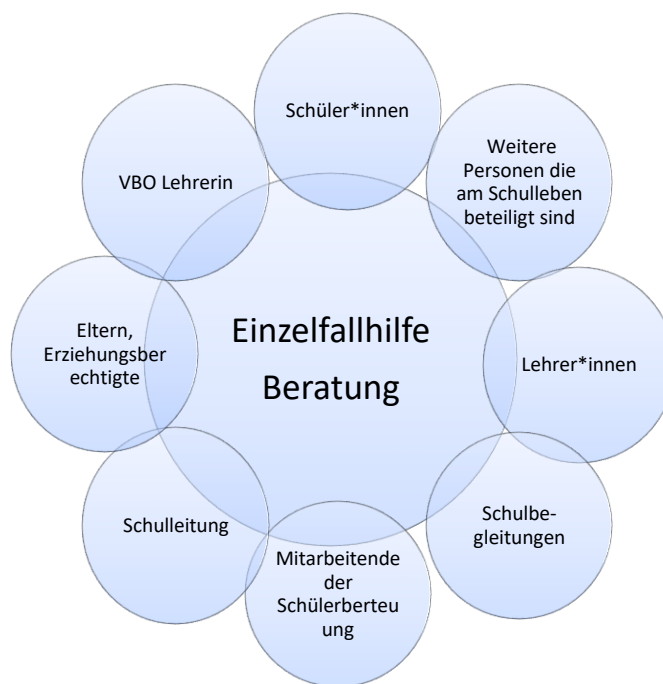 Einzelfallhilfe
Beratung
Schüler*innen
Weitere
Personen die
am Schulleben
beteiligt sind
Lehrer*innen
Schulbe-
gleitungen
Mitarbeitende
der
Schülerberteu
ung
Schulleitung
Eltern,
Erziehungsber
echtigte
VBO Lehrerin